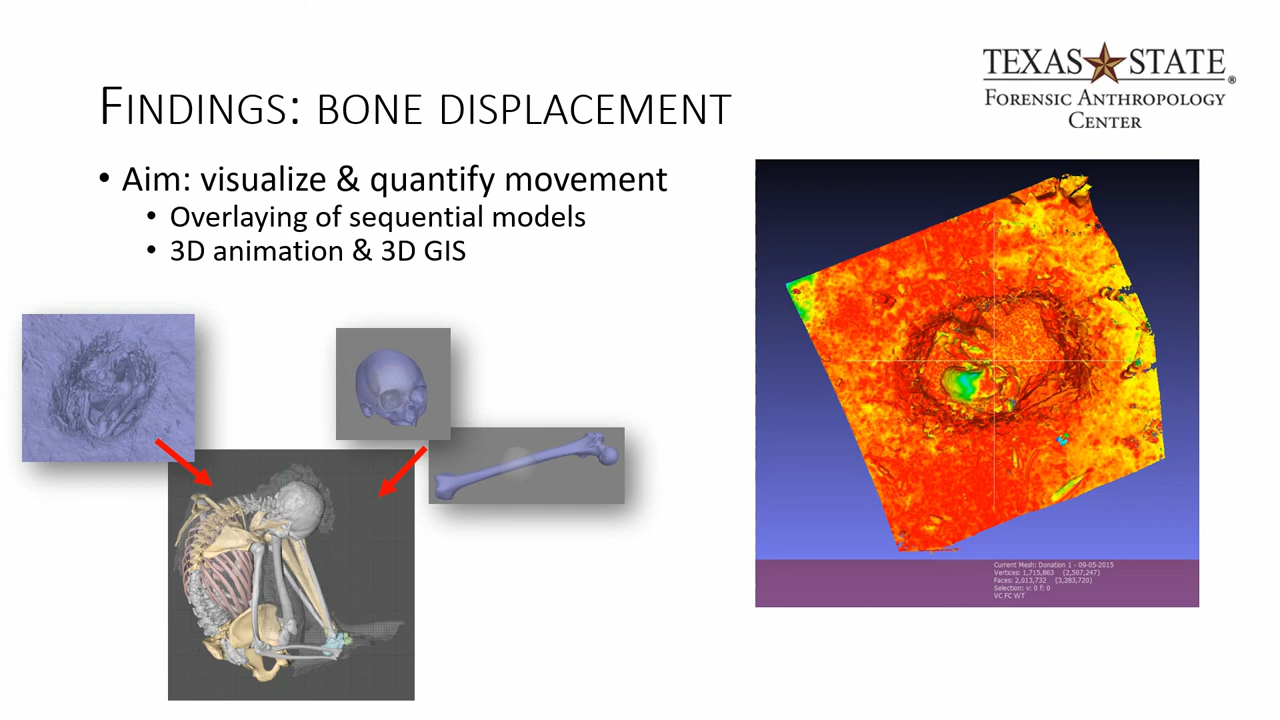 TEXAS STATE®
FORENSIC ANTHROPOLOGY
CENTER
FINDINGS: BONE DISPLACEMENT
• Aim: visualize & quantify movement
• Overlaying of sequential models
• 3D animation & 3D GIS
Current Mesh: Donation 1 - 09-05-2015
Vertices: 1,715,863 (2,507,247)
Faces: 2,013,732 (3,283,720)
Selection: v: 0 f: 0
VC FC WT